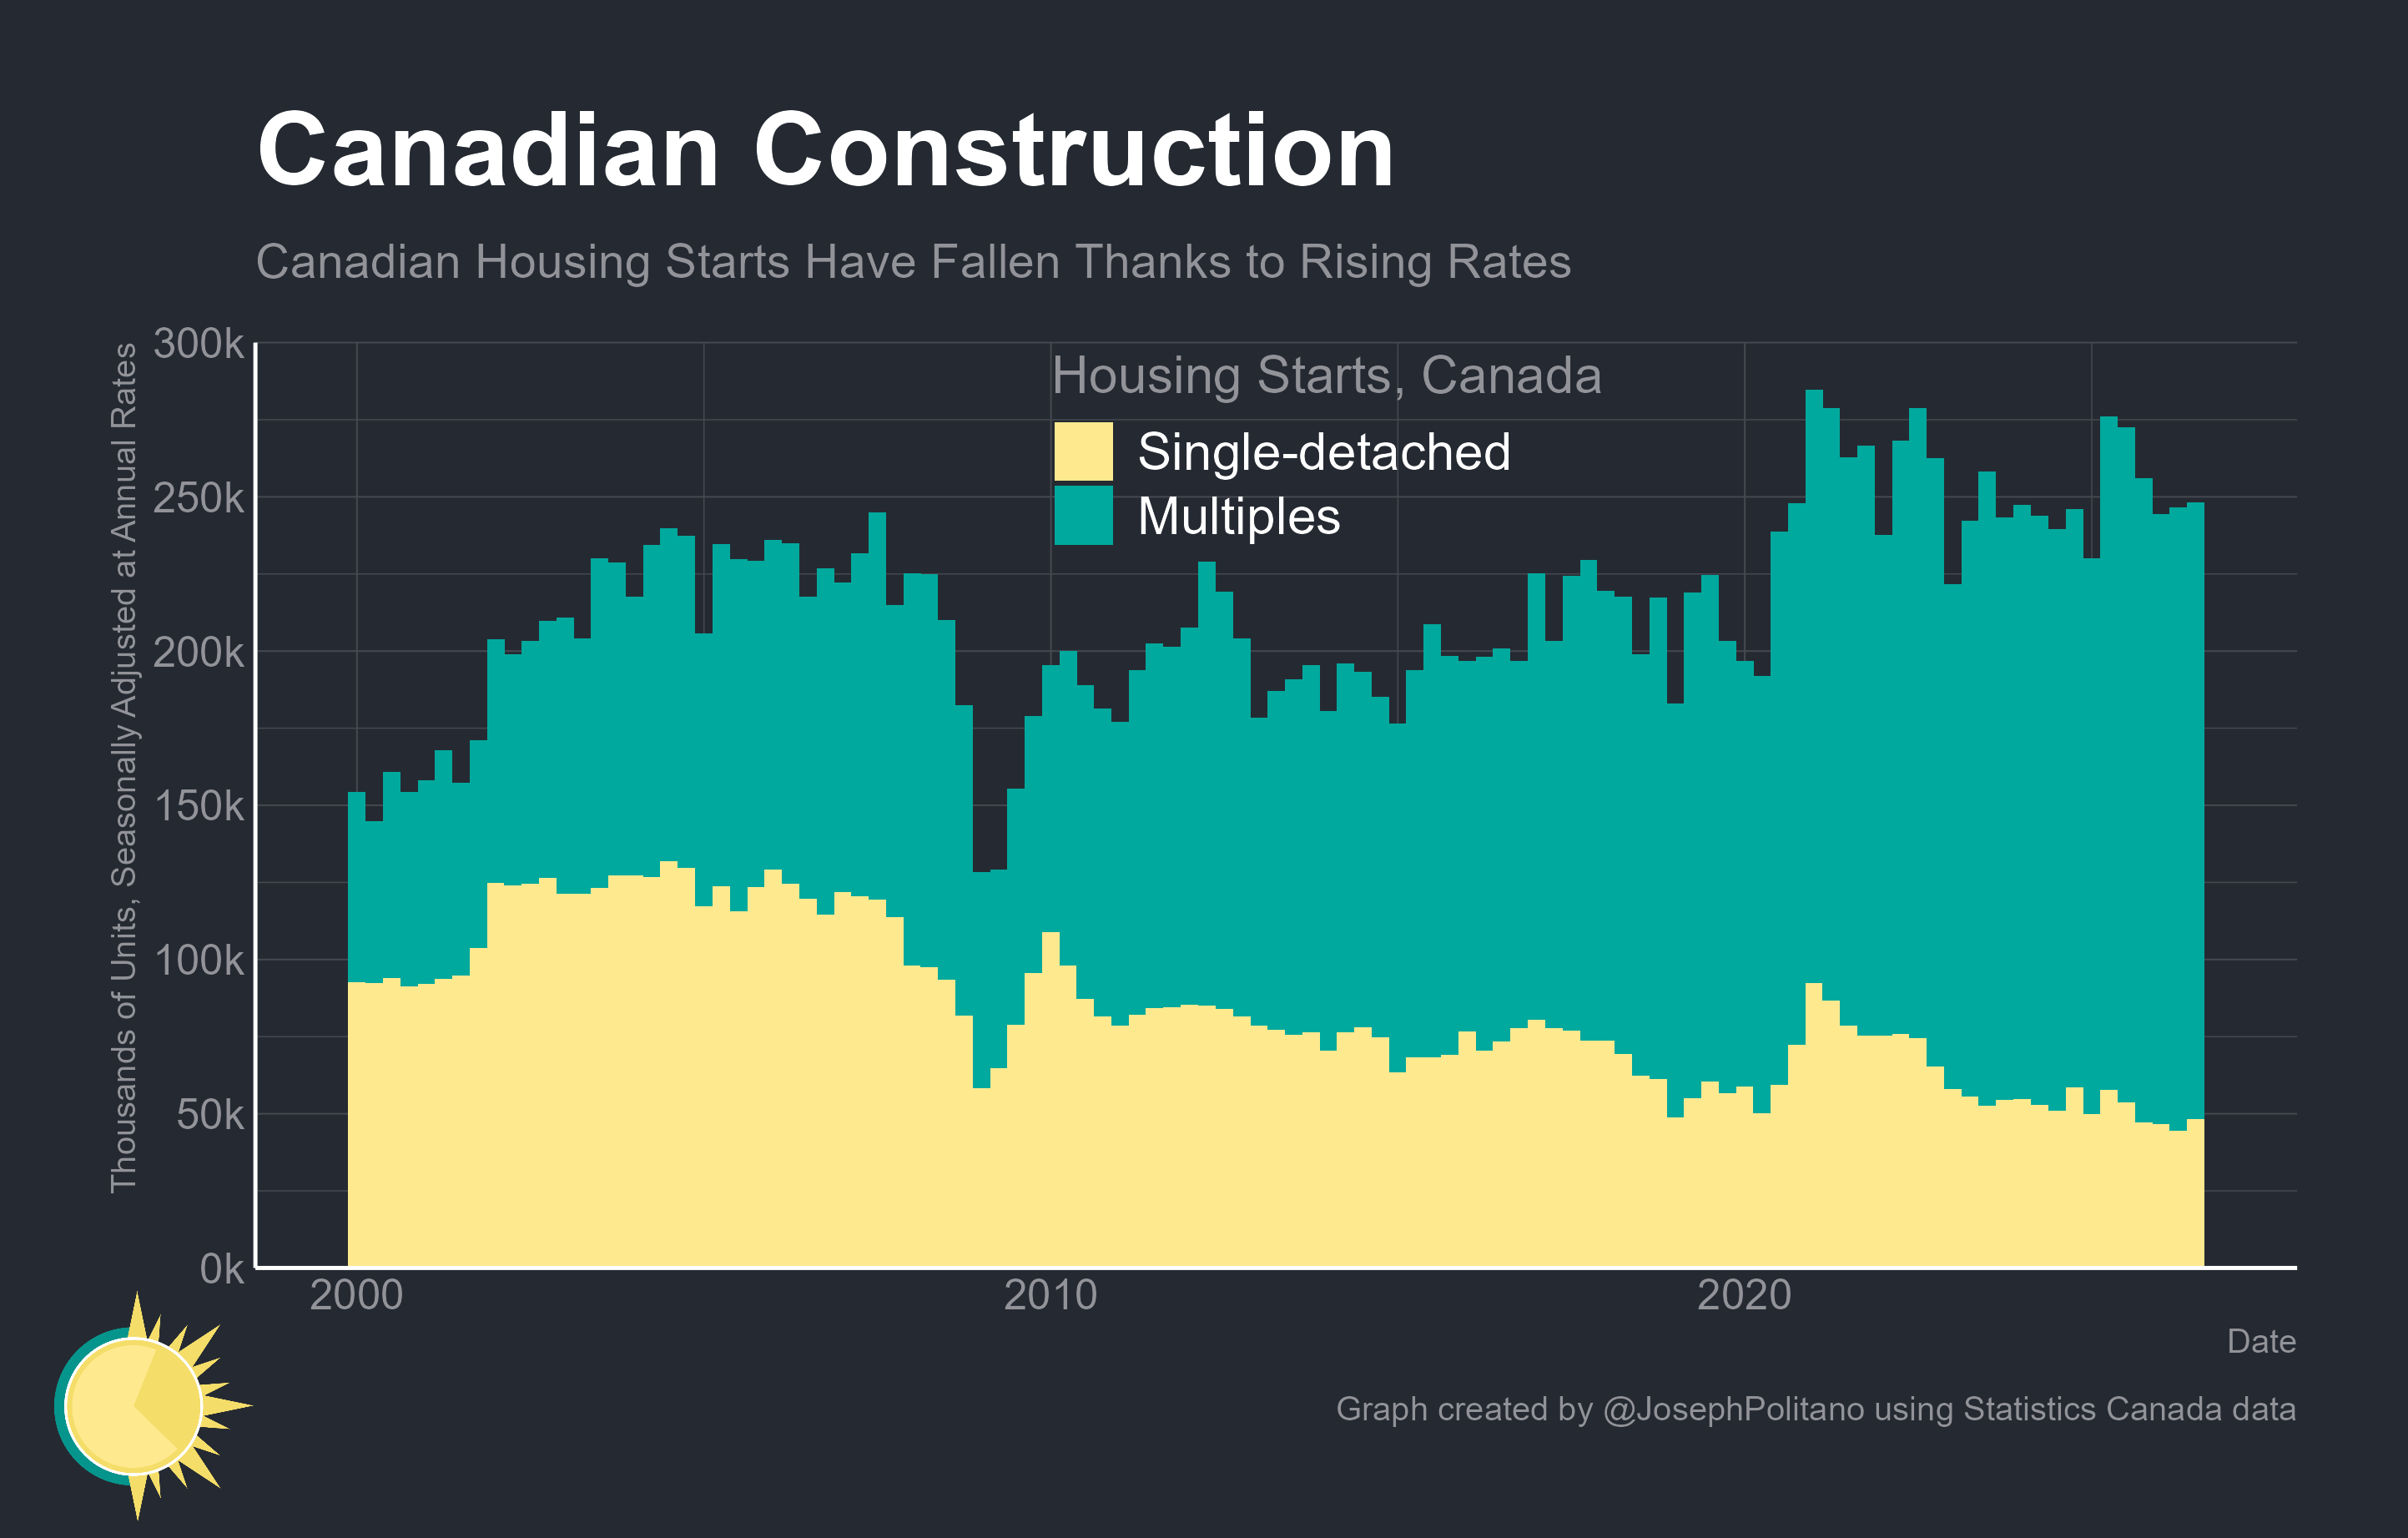 Canadian Construction
Canadian Housing Starts Have Fallen Thanks to Rising Rates
Thousands of Units, Seasonally Adjusted at Annual Rates
300k
250k
200k
150k
100k
50k
0k
Housing Starts, Canada
Single-detached
Multiples
2000
2010
2020
Date
Graph created by @JosephPolitano using Statistics Canada data